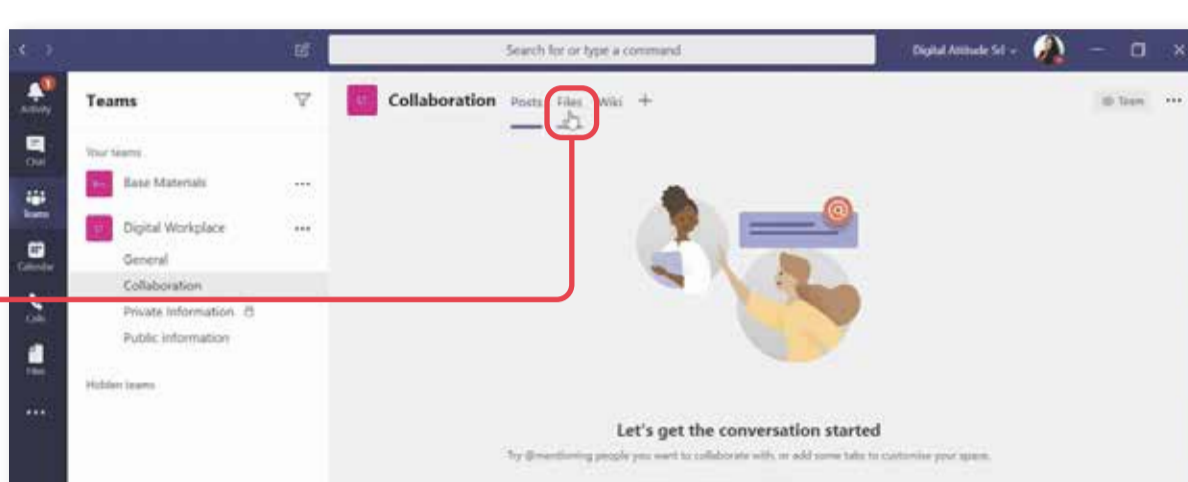 Search for or type a command
Digital Attitude Srl
1
Activity
Teams
Collaboration
Posts Files Wiki +
Team
Chat
Your teams
Base Materials
Teams
Digital Workplace
General
Calendar
Collaboration
Private Information
Calls
Public information
Files
Hidden teams
Let's get the conversation started
Try @mentioning people you want to collaborate with, or add some tabs to customise your space.